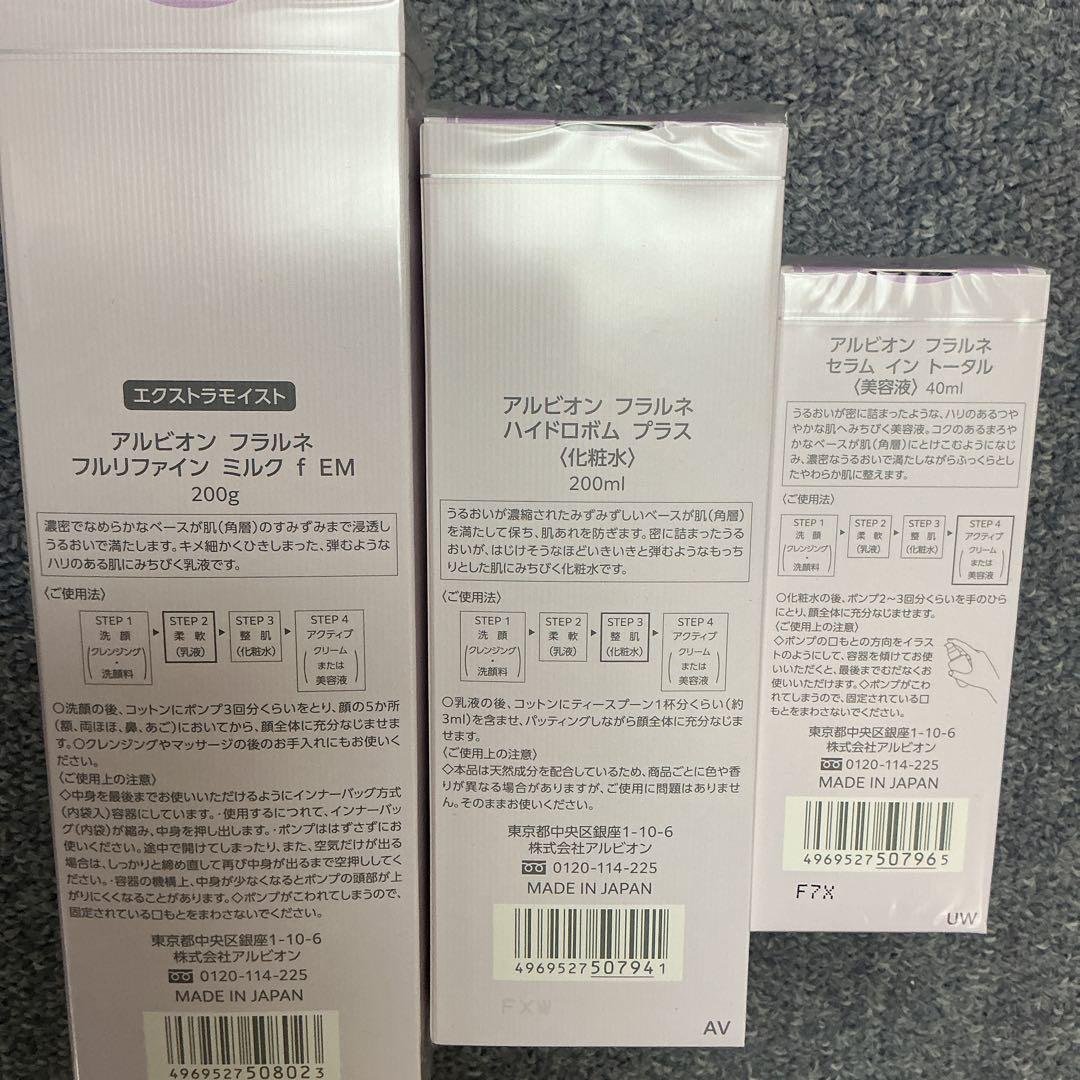 エクストラモイスト
アルビオン フラルネ
フルリファイン ミルク f EM
200g
濃密でなめらかなベースが肌(角層)のすみずみまで浸透し
うるおいで満たします。キメ細かくひきしまった、弾むような
ハリのある肌にみちびく乳液です。
〈ご使用法〉
STEP 1
洗顔
(クレンジング・洗顔料)
STEP 2
柔軟
(乳液)
STEP 3
整肌
(化粧水)
STEP 4
アクティブ
(クリームまたは美容液)
○洗顔の後、コットンにポンプ3回分くらいをとり、顔の5か所
(額、両ほほ、鼻、あご)においてから、顔全体に充分なじませま
す。○クレンジングやマッサージの後のお手入れにもお使いく
ださい。
〈ご使用上の注意〉
◇中身を最後までお使いいただけるようにインナーバッグ方式
(内袋入)容器にしています。・使用するにつれて、インナーバッ
グ(内袋)が縮み、中身を押し出します。・ポンプははずさずにお
使いください。途中で開けてしまったり、また、空気だけが出る
場合は、しっかりと締め直して再び中身が出るまで空押ししてく
ださい。・容器の機構上、中身が少なくなるとポンプの頭部が上
がりにくくなることがあります。◇ポンプがこわれてしまうので、
固定されている口もとをまわさないでください。
東京都中央区銀座1-10-6
株式会社アルビオン
0120-114-225
MADE IN JAPAN
4969527508023
アルビオン フラルネ
ハイドロボム プラス
〈化粧水〉
200ml
うるおいが濃縮されたみずみずしいベースが肌(角層)
を満たして保ち、肌あれを防ぎます。密に詰まったうる
おいが、はじけそうなほどいきいきと弾むようなもっち
りとした肌にみちびく化粧水です。
〈ご使用法〉
STEP 1
洗顔
(クレンジング・洗顔料)
STEP 2
柔軟
(乳液)
STEP 3
整肌
(化粧水)
STEP 4
アクティブ
(クリームまたは美容液)
○乳液の後、コットンにティースプーン1杯分くらい(約
3ml)を含ませ、パッティングしながら顔全体に充分なじま
せます。
〈ご使用上の注意〉
◇本品は天然成分を配合しているため、商品ごとに色や香
りが異なる場合がありますが、ご使用に問題はありませ
ん。そのままお使いください。
東京都中央区銀座1-10-6
株式会社アルビオン
0120-114-225
MADE IN JAPAN
4969527507941
FXW
AV
アルビオン フラルネ
セラム イン トータル
〈美容液〉 40ml
うるおいが密に詰まったような、ハリのあるつや
やかな肌へみちびく美容液。コクのあるまろや
かなベースが肌(角層)にとけこむようになじ
み、濃密なうるおいで満たしながらふっくらとし
たやわらか肌に整えます。
〈ご使用法〉
STEP 1
洗顔
(クレンジング・洗顔料)
STEP 2
柔軟
(乳液)
STEP 3
整肌
(化粧水)
STEP 4
アクティブ
(クリームまたは美容液)
○化粧水の後、ポンプ2〜3回分くらいを手のひら
にとり、顔全体に充分なじませます。
〈ご使用上の注意〉
◇ポンプの口もとの方向をイラス
トのようにして、容器を傾けてお使
いいただくと、最後までむだなくお
使いいただけます。◇ポンプがこわ
れてしまうので、固定されている口
もとをまわさないでください。
東京都中央区銀座1-10-6
株式会社アルビオン
0120-114-225
MADE IN JAPAN
4969527507965
F7X
UW